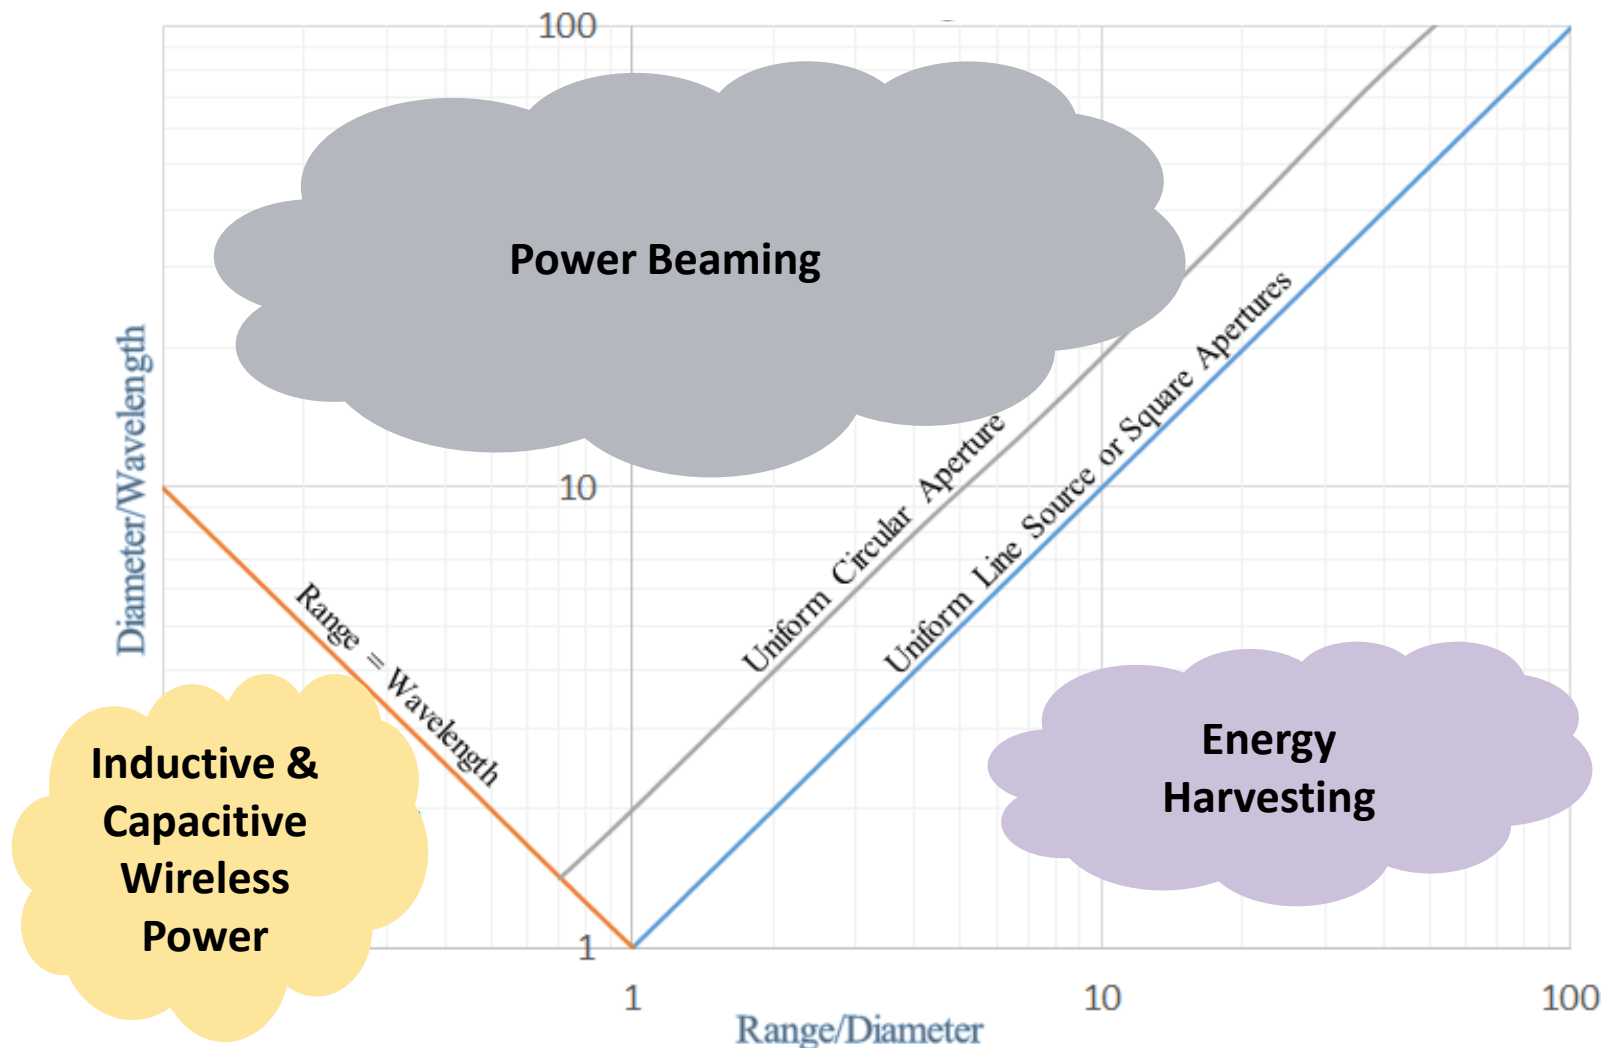 100
Power Beaming
Diameter/Wavelength
10
Uniform Circular Aperture
Uniform Line Source or Square Apertures
Range = Wavelength
Inductive &
Capacitive
Wireless
Power
Energy
Harvesting
1
1
10
100
Range/Diameter